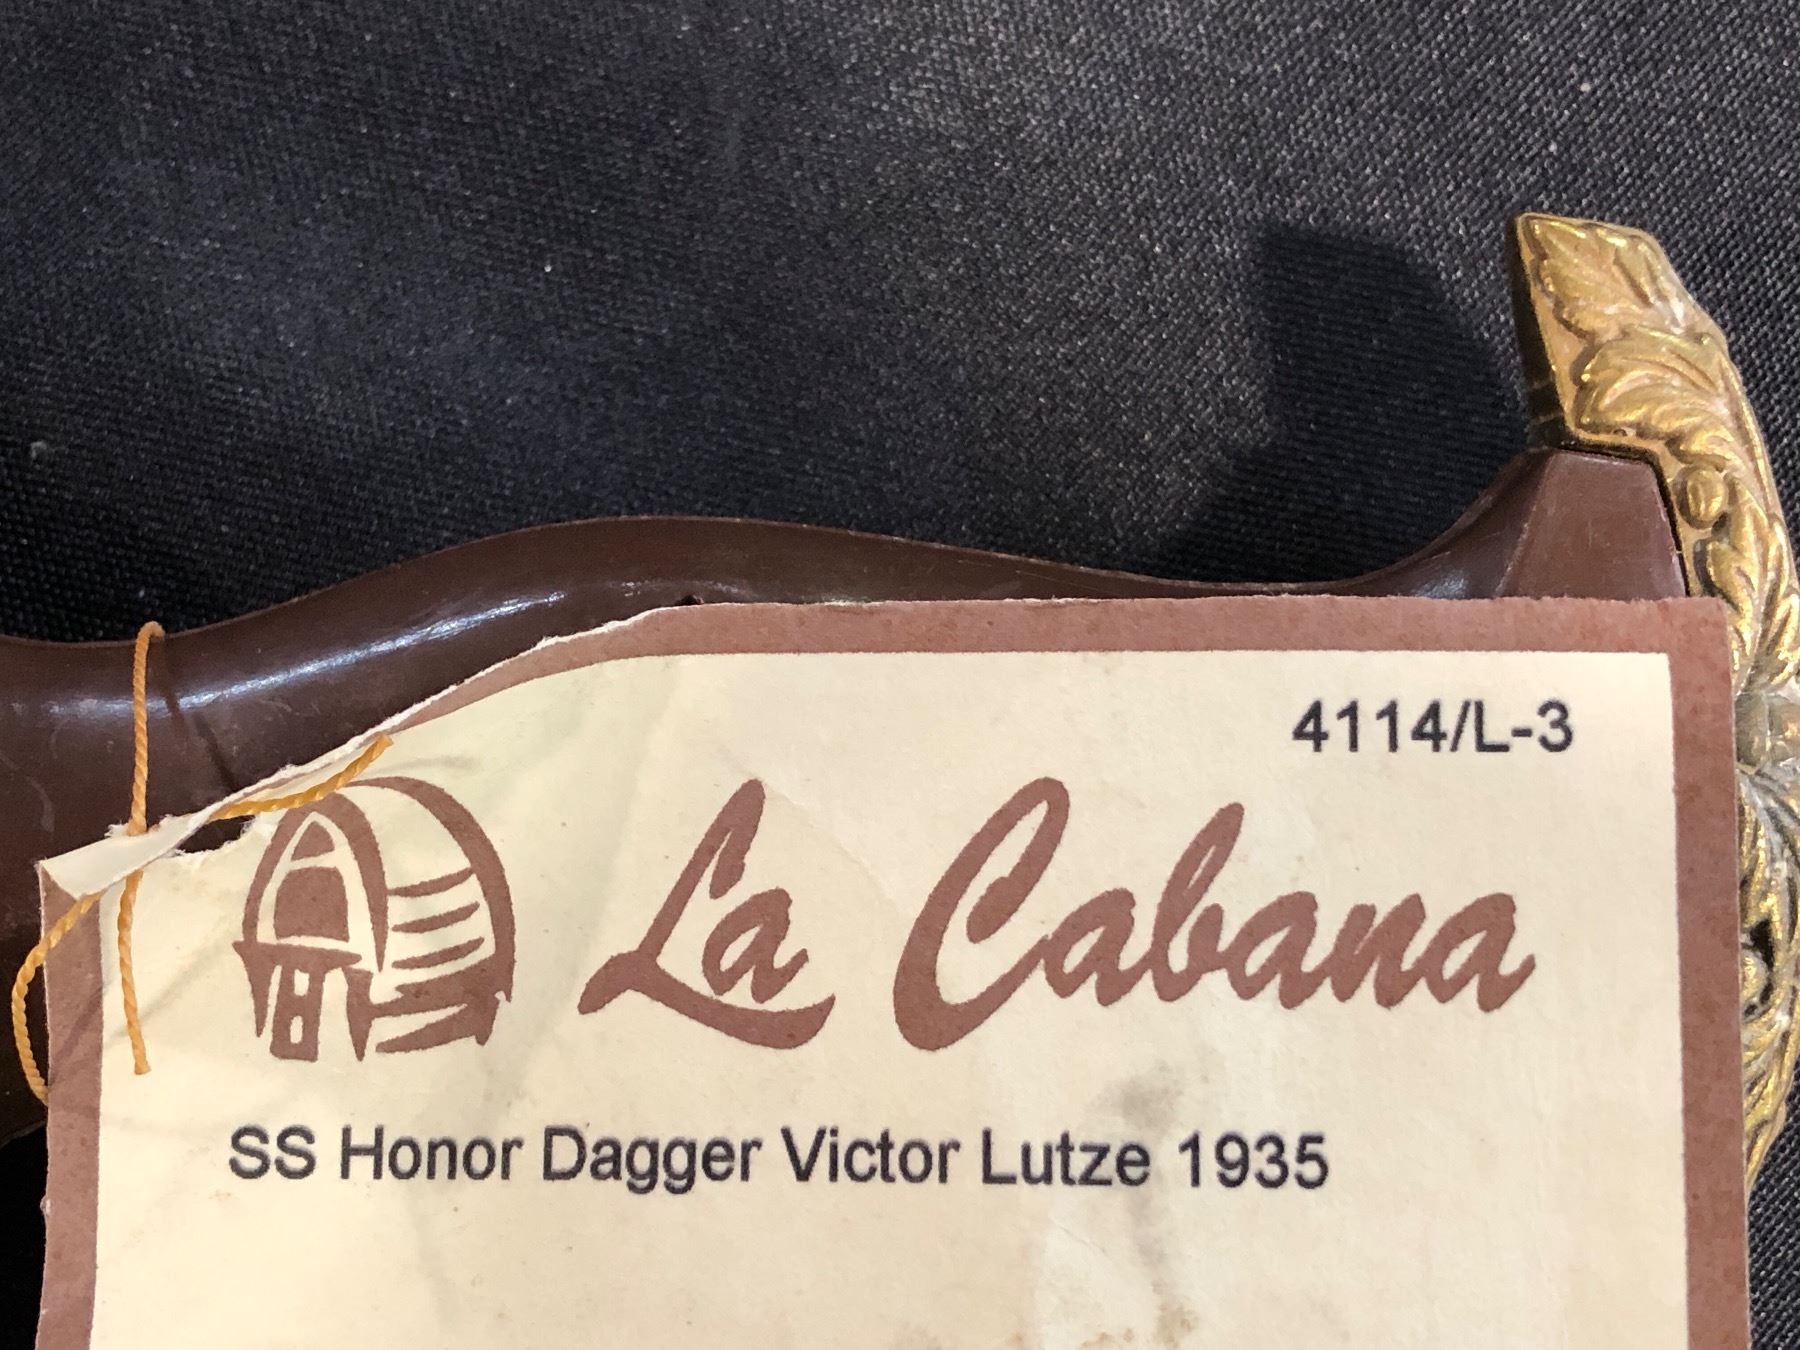 4114/L-3
La Cabana
SS Honor Dagger Victor Lutze 1935